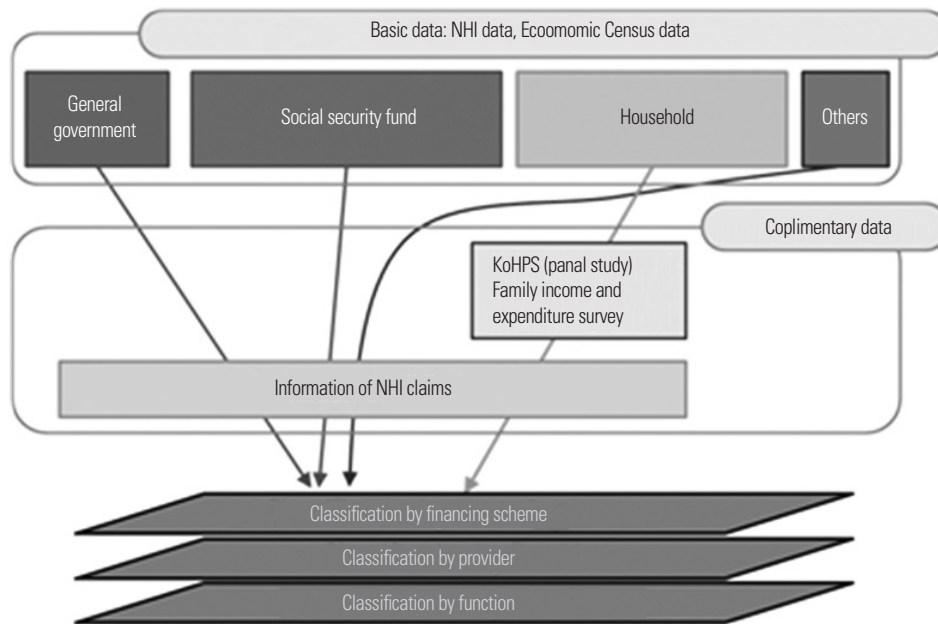 Basic data: NHI data, Ecoomomic Census data
General
government
Social security fund
Household
Others
Coplimentary data
KoHPS (panal study)
Family income and
expenditure survey
Information of NHI claims
Classification by financing scheme
Classification by provider
Classification by function